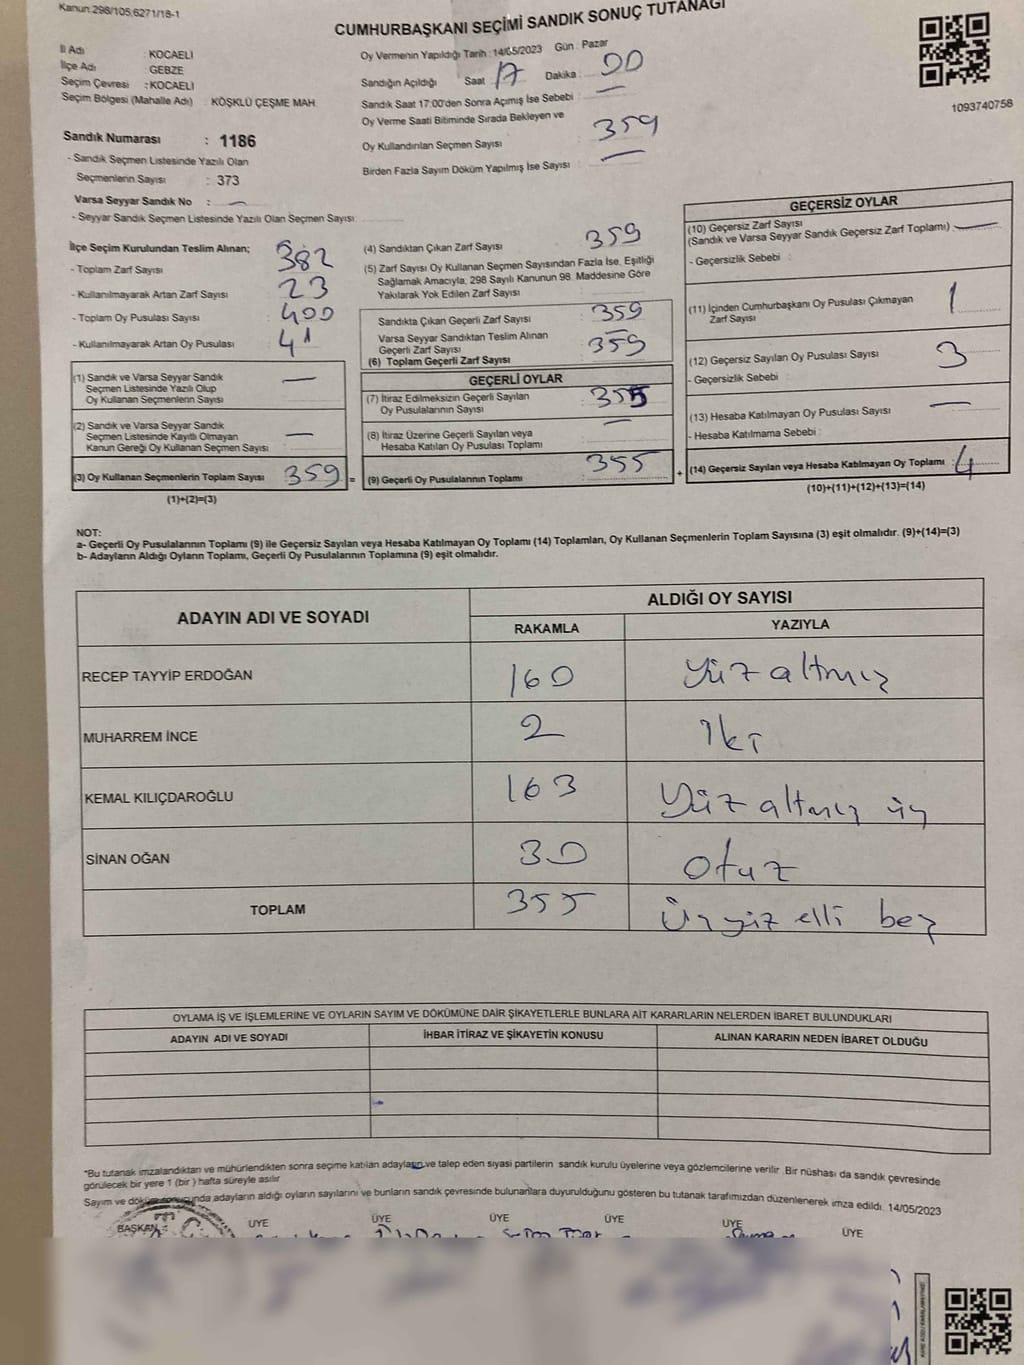 Kanun:298/105,6271/18-1
CUMHURBAŞKANI SEÇİMİ SANDIK SONUÇ TUTANAĞI
İl Adı : KOCAELİ
İlçe Adı : GEBZE
Seçim Çevresi : KOCAELİ
Seçim Bölgesi (Mahalle Adı) : KÖŞKLÜ ÇEŞME MAH.
Oy Vermenin Yapıldığı Tarih : 14/05/2023 Gün : Pazar
Sandığın Açıldığı Saat 17 Dakika : 00
Sandık Saat 17:00'den Sonra Açımış İse Sebebi : —
Oy Verme Saati Bitiminde Sırada Bekleyen ve
Oy Kullandırılan Seçmen Sayısı : 359
Birden Fazla Sayım Döküm Yapılmış İse Sayısı : —
1093740758
Sandık Numarası : 1186
- Sandık Seçmen Listesinde Yazılı Olan
Seçmenlerin Sayısı : 373
Varsa Seyyar Sandık No : —
- Seyyar Sandık Seçmen Listesinde Yazılı Olan Seçmen Sayısı :
İlçe Seçim Kurulundan Teslim Alınan;
- Toplam Zarf Sayısı : 382
- Kullanılmayarak Artan Zarf Sayısı : 23
- Toplam Oy Pusulası Sayısı : 400
- Kullanılmayarak Artan Oy Pusulası : 41
(1) Sandık ve Varsa Seyyar Sandık
Seçmen Listesinde Yazılı Olup
Oy Kullanan Seçmenlerin Sayısı : —
(2) Sandık ve Varsa Seyyar Sandık
Seçmen Listesinde Kayıtlı Olmayan
Kanun Gereği Oy Kullanan Seçmen Sayısı : —
(3) Oy Kullanan Seçmenlerin Toplam Sayısı : 359 =
(1)+(2)=(3)
(4) Sandıktan Çıkan Zarf Sayısı : 359
(5) Zarf Sayısı Oy Kullanan Seçmen Sayısından Fazla İse, Eşitliği
Sağlamak Amacıyla, 298 Sayılı Kanunun 98. Maddesine Göre
Yakılarak Yok Edilen Zarf Sayısı :
Sandıkta Çıkan Geçerli Zarf Sayısı : 359
Varsa Seyyar Sandıktan Teslim Alınan
Geçerli Zarf Sayısı : 359
(6) Toplam Geçerli Zarf Sayısı :
GEÇERLİ OYLAR
(7) İtiraz Edilmeksizin Geçerli Sayılan
Oy Pusulalarının Sayısı : 355
(8) İtiraz Üzerine Geçerli Sayılan veya
Hesaba Katılan Oy Pusulası Toplamı : —
(9) Geçerli Oy Pusulalarının Toplamı : 355 +
GEÇERSİZ OYLAR
(10) Geçersiz Zarf Sayısı
(Sandık ve Varsa Seyyar Sandık Geçersiz Zarf Toplamı) : —
- Geçersizlik Sebebi :
(11) İçinden Cumhurbaşkanı Oy Pusulası Çıkmayan
Zarf Sayısı : 1
(12) Geçersiz Sayılan Oy Pusulası Sayısı : 3
- Geçersizlik Sebebi :
(13) Hesaba Katılmayan Oy Pusulası Sayısı : —
- Hesaba Katılmama Sebebi :
(14) Geçersiz Sayılan veya Hesaba Katılmayan Oy Toplamı : 4
(10)+(11)+(12)+(13)=(14)
NOT:
a- Geçerli Oy Pusulalarının Toplamı (9) ile Geçersiz Sayılan veya Hesaba Katılmayan Oy Toplamı (14) Toplamları, Oy Kullanan Seçmenlerin Toplam Sayısına (3) eşit olmalıdır. (9)+(14)=(3)
b- Adayların Aldığı Oyların Toplamı, Geçerli Oy Pusulalarının Toplamına (9) eşit olmalıdır.
ADAYIN ADI VE SOYADI ALDIĞI OY SAYISI
RAKAMLA YAZIYLA
RECEP TAYYİP ERDOĞAN 160 Yüz altmış
MUHARREM İNCE 2 İki
KEMAL KILIÇDAROĞLU 163 Yüz altmış üç
SİNAN OĞAN 30 otuz
TOPLAM 355 Üçyüz elli beş
OYLAMA İŞ VE İŞLEMLERİNE VE OYLARIN SAYIM VE DÖKÜMÜNE DAİR ŞİKAYETLERLE BUNLARA AİT KARARLARIN NELERDEN İBARET BULUNDUKLARI
ADAYIN ADI VE SOYADI İHBAR İTİRAZ VE ŞİKAYETİN KONUSU ALINAN KARARIN NEDEN İBARET OLDUĞU
*Bu tutanak imzalandıktan ve mühürlendikten sonra seçime katılan adayların ve talep eden siyasi partilerin sandık kurulu üyelerine veya gözlemcilerine verilir. Bir nüshası da sandık çevresinde
görülecek bir yere 1 (bir) hafta süreyle asılır
Sayım ve döküm sonucunda adayların aldığı oyların sayılarını ve bunların sandık çevresinde bulunanlara duyurulduğunu gösteren bu tutanak tarafımızdan düzenlenerek imza edildi. 14/05/2023
BAŞKAN ÜYE ÜYE ÜYE ÜYE ÜYE ÜYE